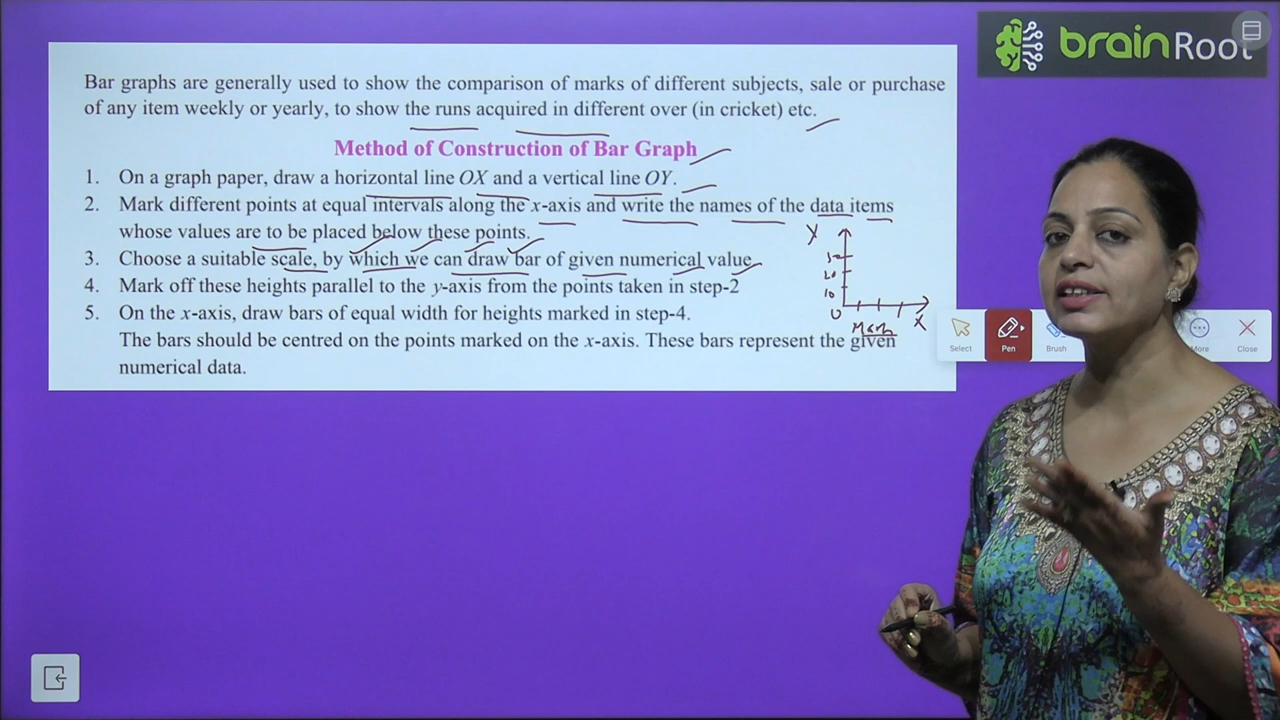 brainRoot
Bar graphs are generally used to show the comparison of marks of different subjects, sale or purchase
of any item weekly or yearly, to show the runs acquired in different over (in cricket) etc.
Method of Construction of Bar Graph
1. On a graph paper, draw a horizontal line OX and a vertical line OY.
2. Mark different points at equal intervals along the x-axis and write the names of the data items
whose values are to be placed below these points.
3. Choose a suitable scale, by which we can draw bar of given numerical value.
4. Mark off these heights parallel to the y-axis from the points taken in step-2
5. On the x-axis, draw bars of equal width for heights marked in step-4.
The bars should be centred on the points marked on the x-axis. These bars represent the given
numerical data.
Y
20
10
0
X
Select
Pen
Brush
More
Close